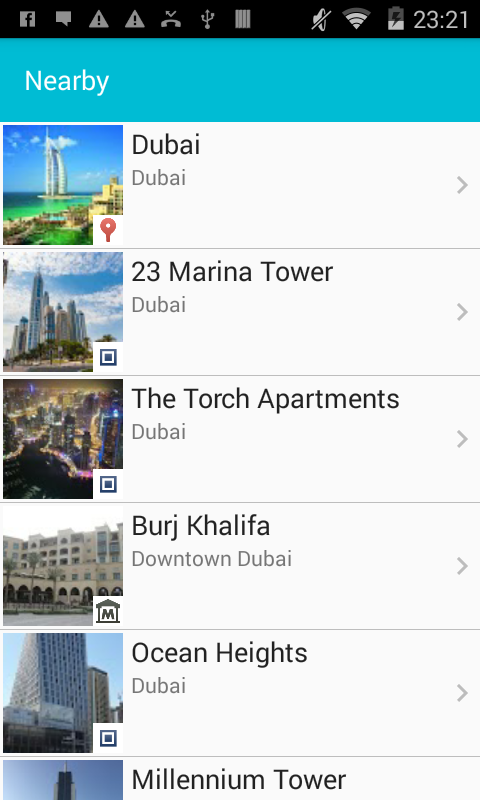 23:21
Nearby
Dubai
Dubai
23 Marina Tower
Dubai
The Torch Apartments
Dubai
Burj Khalifa
Downtown Dubai
M
Ocean Heights
Dubai
Millennium Tower